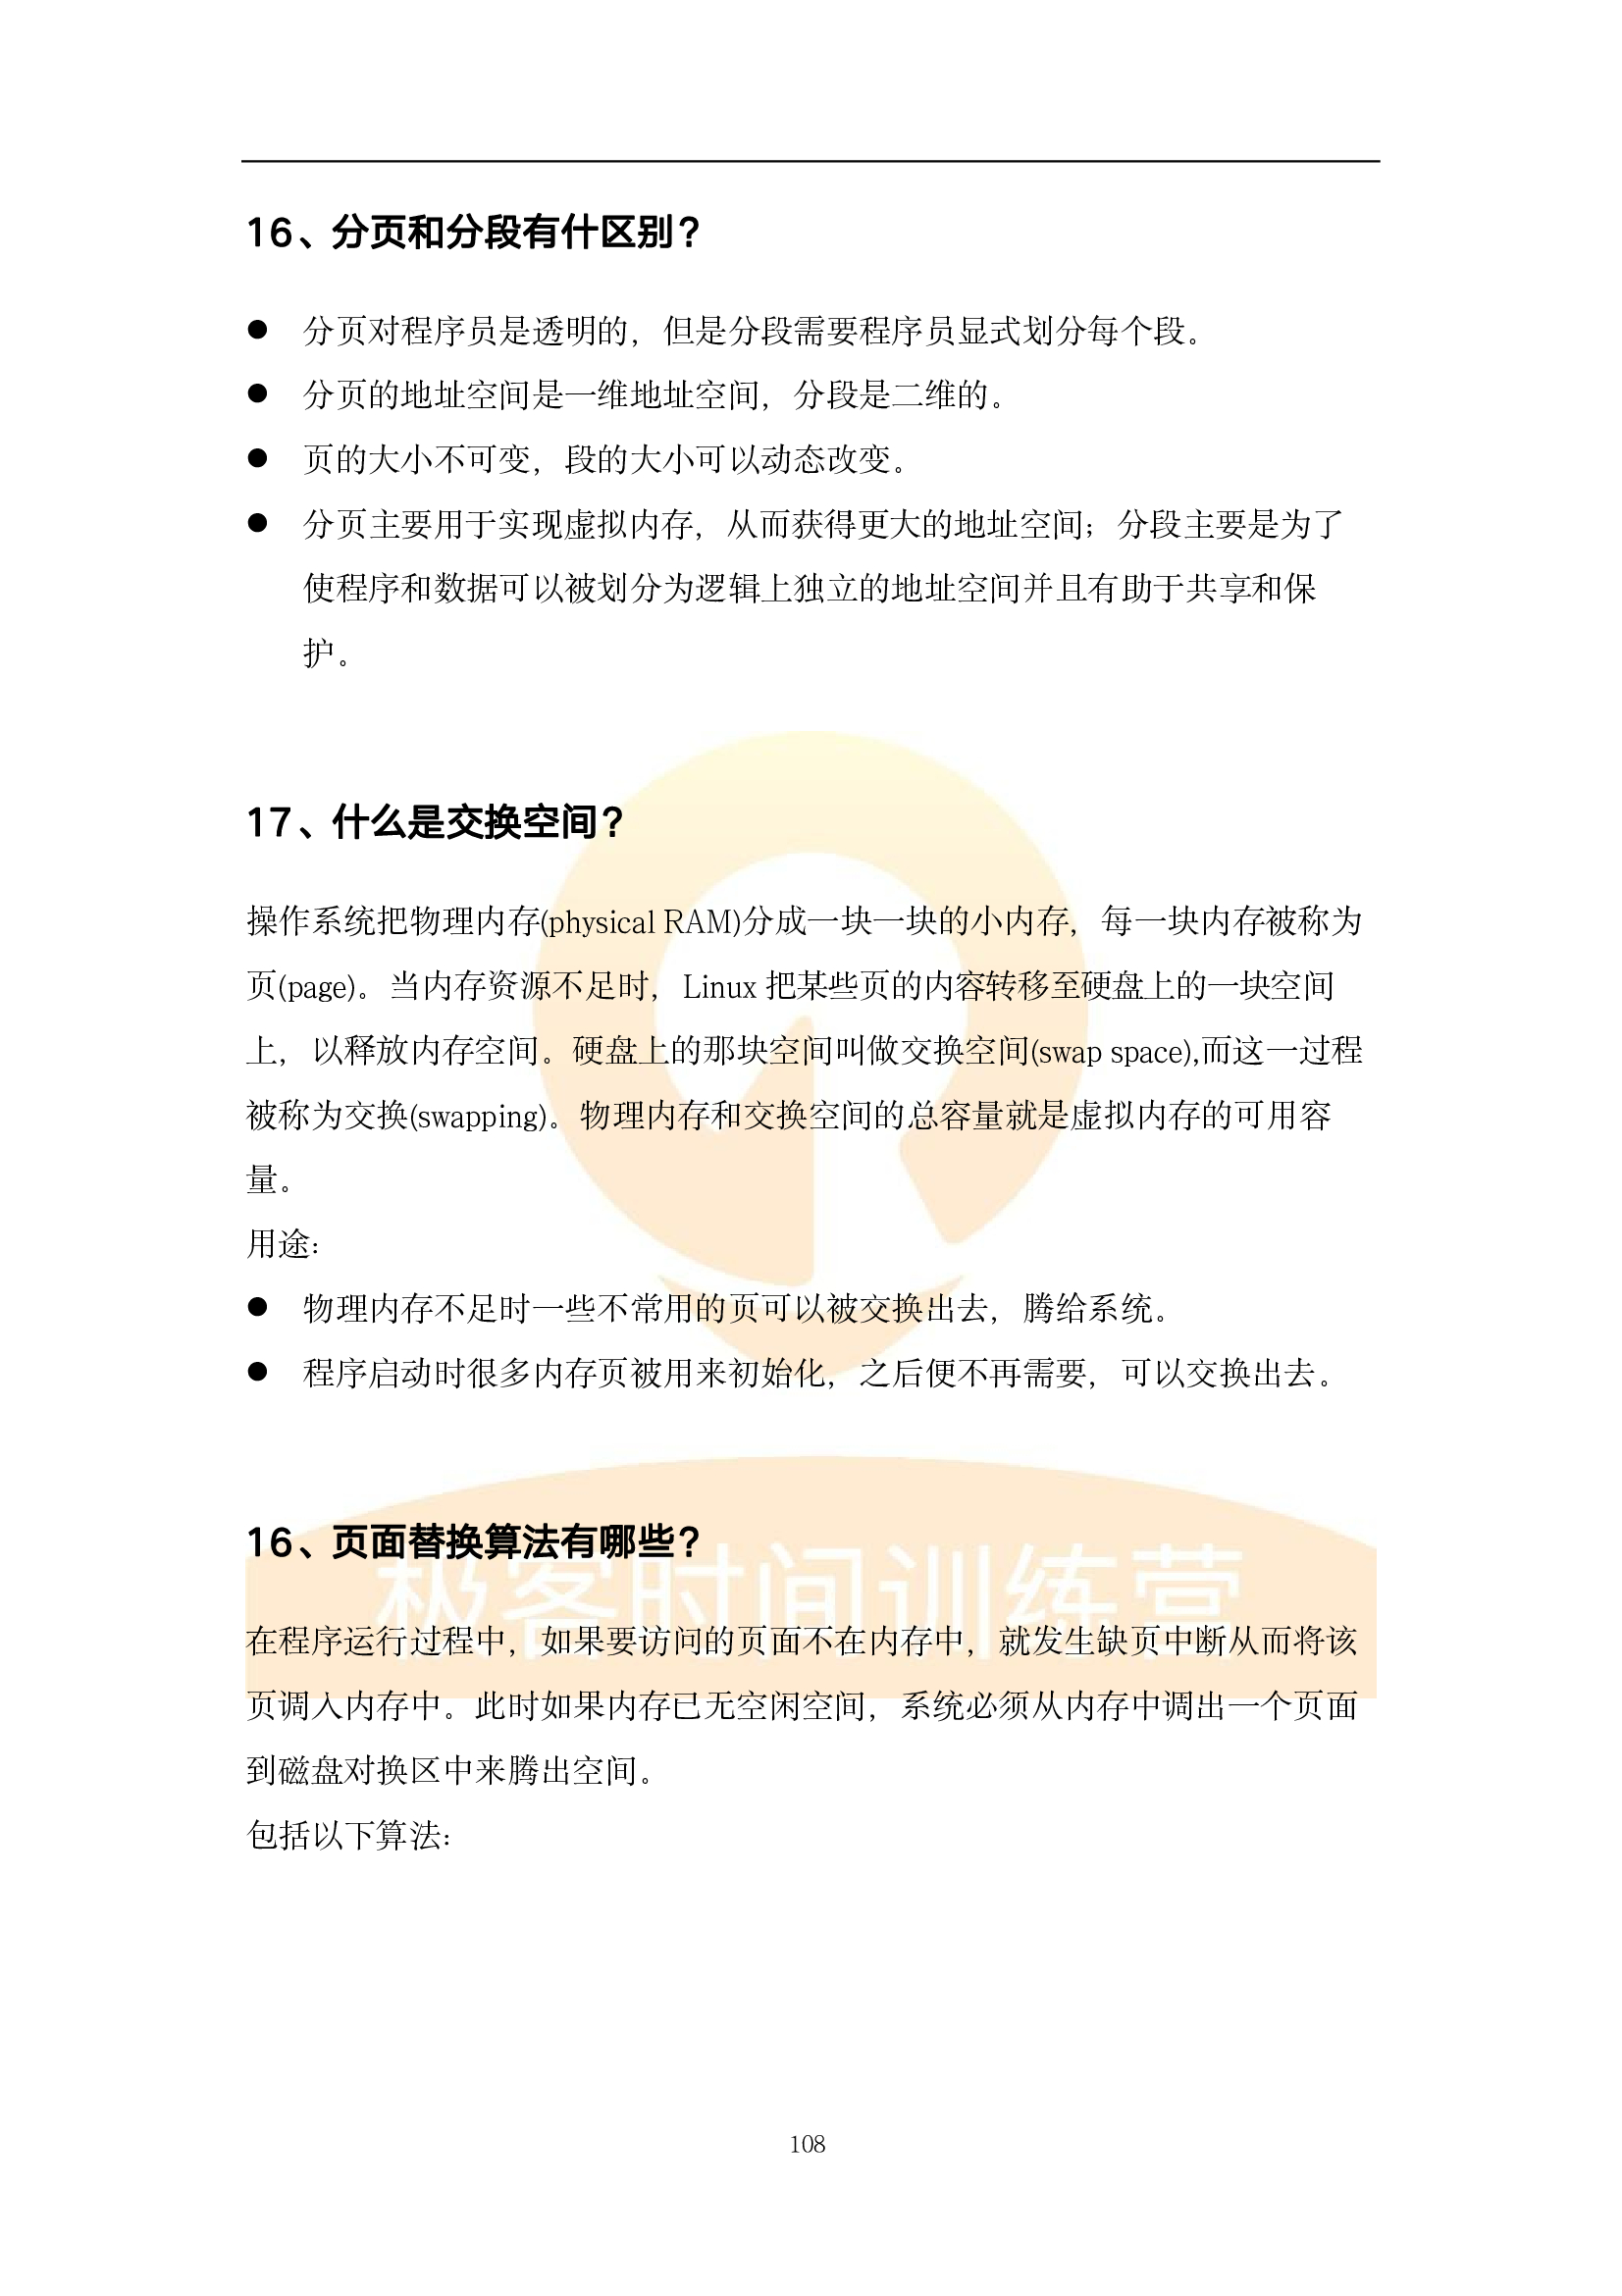 16、分页和分段有什区别？
● 分页对程序员是透明的，但是分段需要程序员显式划分每个段。
● 分页的地址空间是一维地址空间，分段是二维的。
● 页的大小不可变，段的大小可以动态改变。
● 分页主要用于实现虚拟内存，从而获得更大的地址空间；分段主要是为了
使程序和数据可以被划分为逻辑上独立的地址空间并且有助于共享和保
护。
17、什么是交换空间？
操作系统把物理内存(physical RAM)分成一块一块的小内存，每一块内存被称为
页(page)。当内存资源不足时，Linux 把某些页的内容转移至硬盘上的一块空间
上，以释放内存空间。硬盘上的那块空间叫做交换空间(swap space),而这一过程
被称为交换(swapping)。物理内存和交换空间的总容量就是虚拟内存的可用容
量。
用途：
● 物理内存不足时一些不常用的页可以被交换出去，腾给系统。
● 程序启动时很多内存页被用来初始化，之后便不再需要，可以交换出去。
16、页面替换算法有哪些？
极客时间训练营
在程序运行过程中，如果要访问的页面不在内存中，就发生缺页中断从而将该
页调入内存中。此时如果内存已无空闲空间，系统必须从内存中调出一个页面
到磁盘对换区中来腾出空间。
包括以下算法：
108